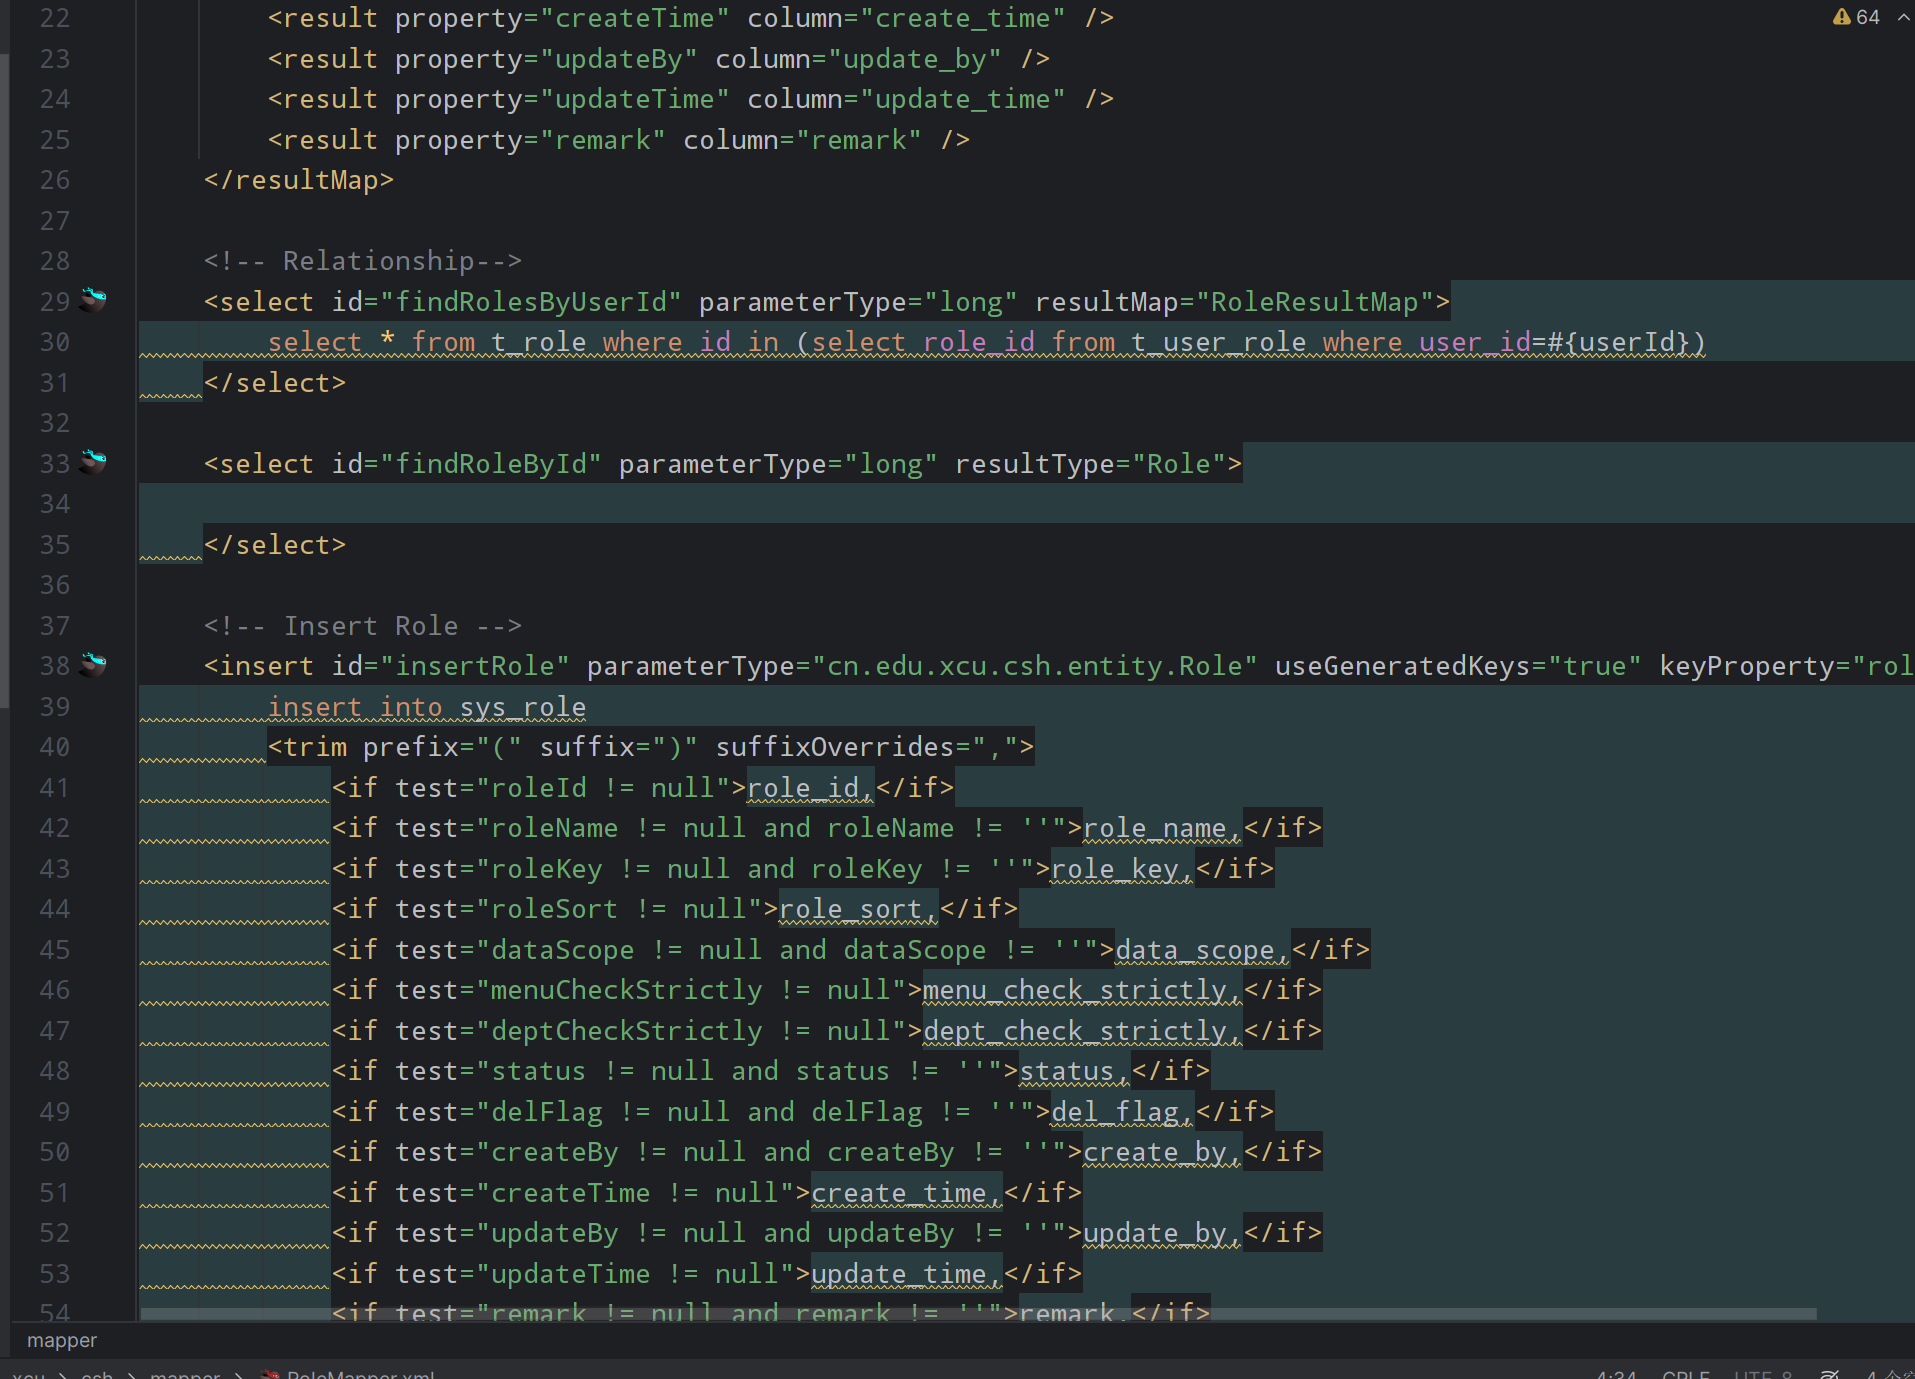 22 <result property="createTime" column="create_time" />
64
23 <result property="updateBy" column="update_by" />
24 <result property="updateTime" column="update_time" />
25 <result property="remark" column="remark" />
26 </resultMap>
27
28 <!-- Relationship-->
29 <select id="findRolesByUserId" parameterType="long" resultMap="RoleResultMap">
30 select * from t_role where id in (select role_id from t_user_role where user_id=#{userId})
31 </select>
32
33 <select id="findRoleById" parameterType="long" resultType="Role">
34
35 </select>
36
37 <!-- Insert Role -->
38 <insert id="insertRole" parameterType="cn.edu.xcu.csh.entity.Role" useGeneratedKeys="true" keyProperty="rol
39 insert into sys_role
40 <trim prefix="(" suffix=")" suffixOverrides=",">
41 <if test="roleId != null">role_id,</if>
42 <if test="roleName != null and roleName != ''">role_name,</if>
43 <if test="roleKey != null and roleKey != ''">role_key,</if>
44 <if test="roleSort != null">role_sort,</if>
45 <if test="dataScope != null and dataScope != ''">data_scope,</if>
46 <if test="menuCheckStrictly != null">menu_check_strictly,</if>
47 <if test="deptCheckStrictly != null">dept_check_strictly,</if>
48 <if test="status != null and status != ''">status,</if>
49 <if test="delFlag != null and delFlag != ''">del_flag,</if>
50 <if test="createBy != null and createBy != ''">create_by,</if>
51 <if test="createTime != null">create_time,</if>
52 <if test="updateBy != null and updateBy != ''">update_by,</if>
53 <if test="updateTime != null">update_time,</if>
54 <if test="remark != null and remark != ''">remark,</if>
mapper
xcu > csh > mapper > RoleMapper.xml 4:34 CRLF UTF-8